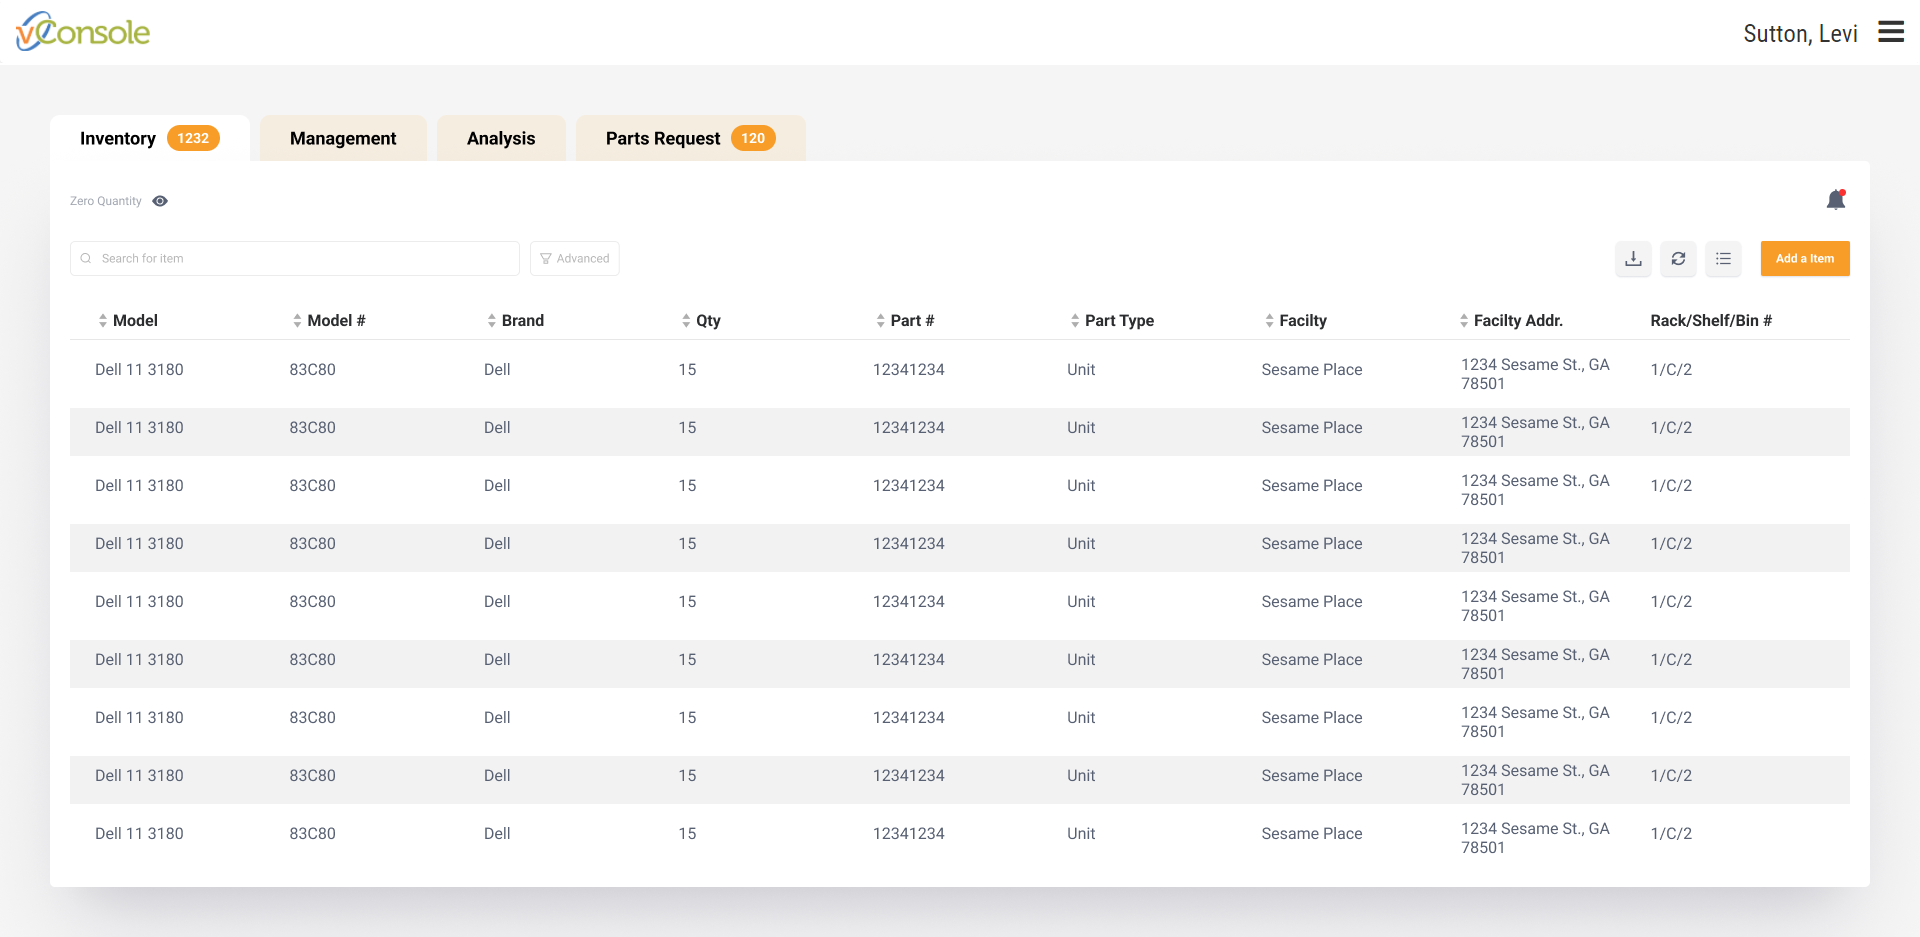 vConsole
Sutton, Levi
Inventory 1232 Management Analysis Parts Request 120
Zero Quantity
Search for item Advanced Add a Item
Model Model # Brand Qty Part # Part Type Facilty Facilty Addr. Rack/Shelf/Bin #
Dell 11 3180 83C80 Dell 15 12341234 Unit Sesame Place 1234 Sesame St., GA 1/C/2
78501
Dell 11 3180 83C80 Dell 15 12341234 Unit Sesame Place 1234 Sesame St., GA 1/C/2
78501
Dell 11 3180 83C80 Dell 15 12341234 Unit Sesame Place 1234 Sesame St., GA 1/C/2
78501
Dell 11 3180 83C80 Dell 15 12341234 Unit Sesame Place 1234 Sesame St., GA 1/C/2
78501
Dell 11 3180 83C80 Dell 15 12341234 Unit Sesame Place 1234 Sesame St., GA 1/C/2
78501
Dell 11 3180 83C80 Dell 15 12341234 Unit Sesame Place 1234 Sesame St., GA 1/C/2
78501
Dell 11 3180 83C80 Dell 15 12341234 Unit Sesame Place 1234 Sesame St., GA 1/C/2
78501
Dell 11 3180 83C80 Dell 15 12341234 Unit Sesame Place 1234 Sesame St., GA 1/C/2
78501
Dell 11 3180 83C80 Dell 15 12341234 Unit Sesame Place 1234 Sesame St., GA 1/C/2
78501